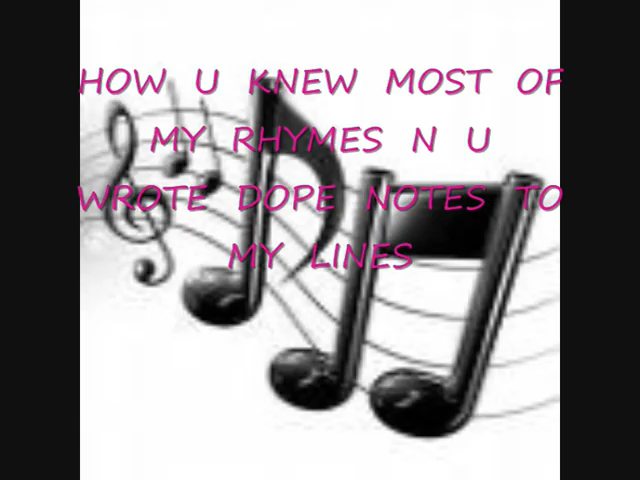 HOW U KNEW MOST OF
MY RHYMES N U
WROTE DOPE NOTES TO
MY LINES